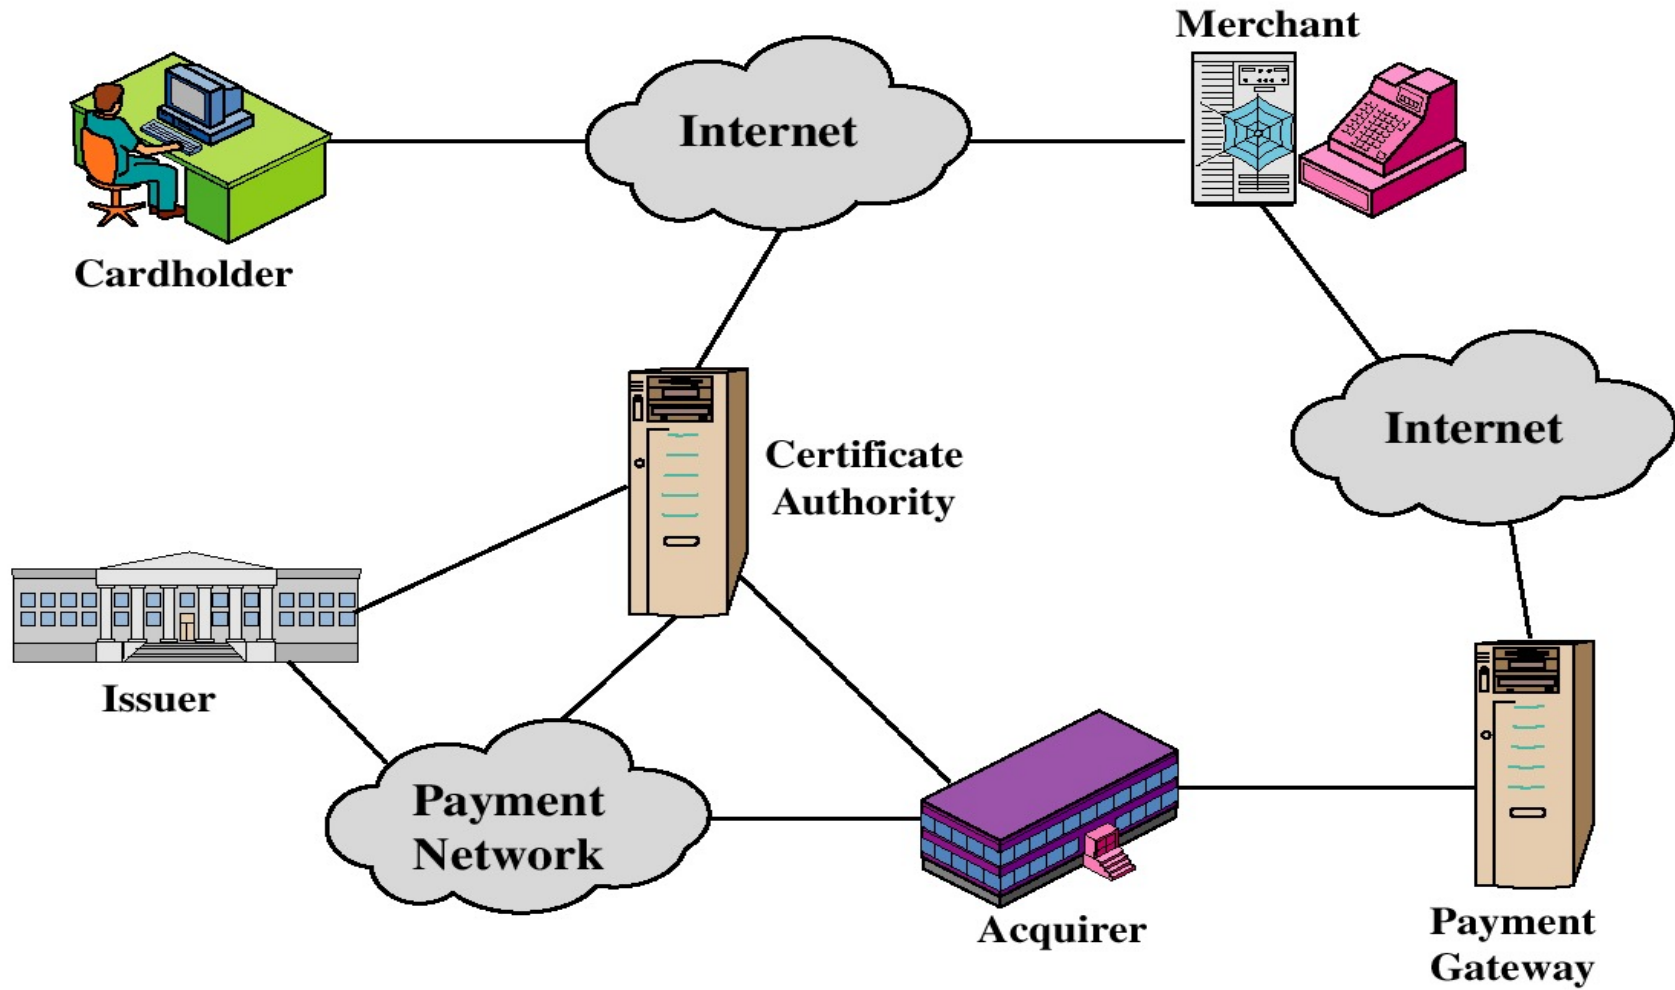 Merchant
Internet
Cardholder
Certificate
Authority
Internet
Issuer
Payment
Network
Acquirer
Payment
Gateway